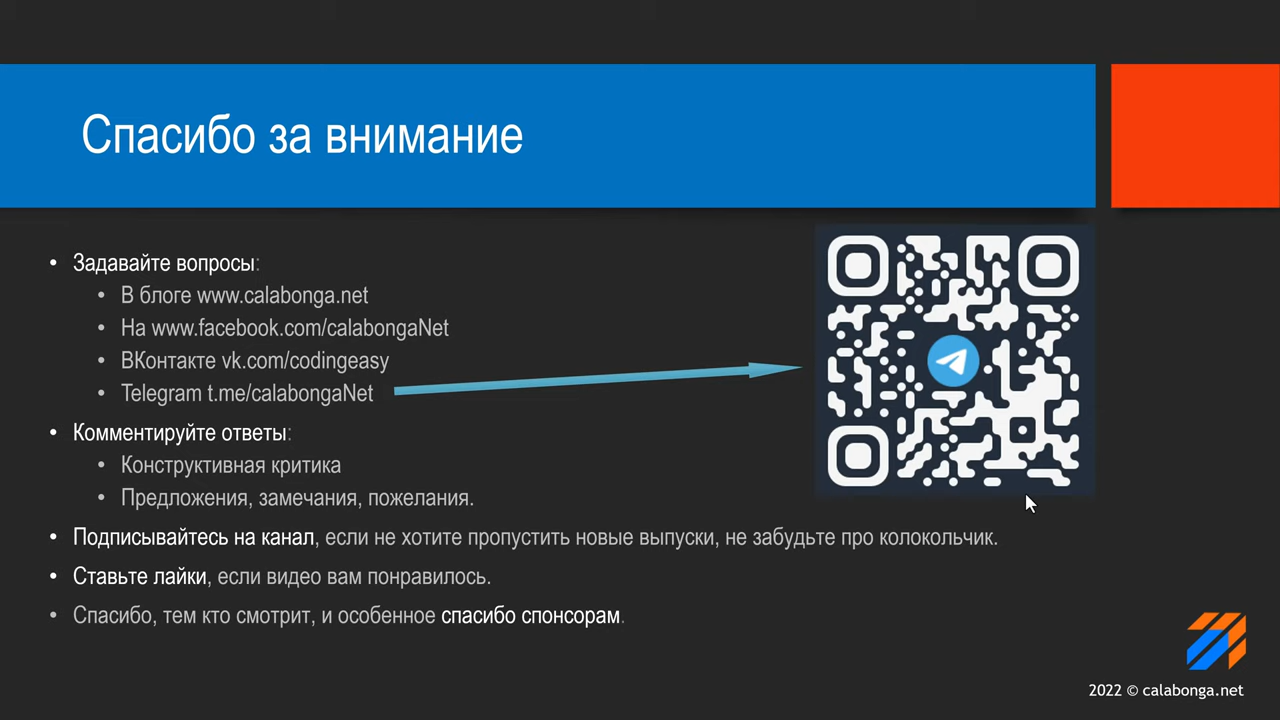 Спасибо за внимание
• Задавайте вопросы:
• В блоге www.calabonga.net
• На www.facebook.com/calabongaNet
• ВКонтакте vk.com/codingeasy
• Telegram t.me/calabongaNet
• Комментируйте ответы:
• Конструктивная критика
• Предложения, замечания, пожелания.
• Подписывайтесь на канал, если не хотите пропустить новые выпуски, не забудьте про колокольчик.
• Ставьте лайки, если видео вам понравилось.
• Спасибо, тем кто смотрит, и особенное спасибо спонсорам.
2022 © calabonga.net